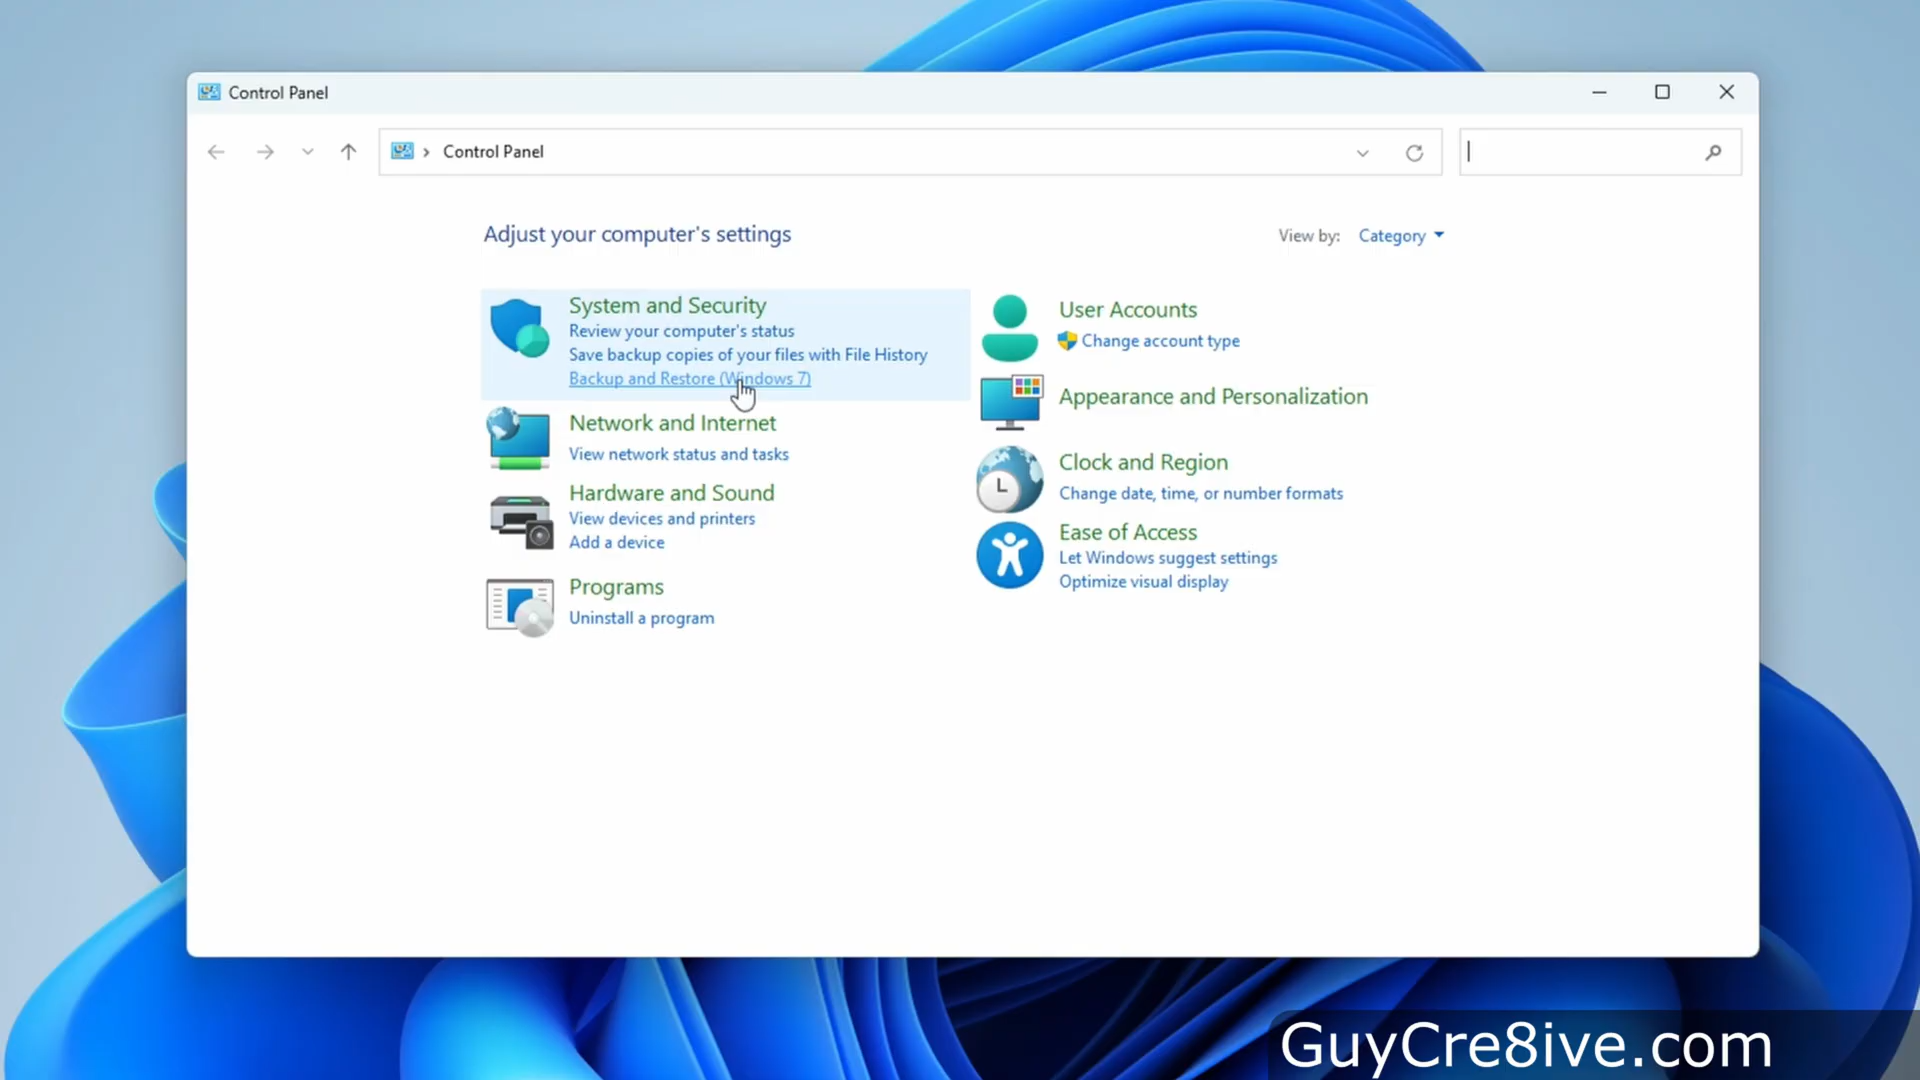 Control Panel
Control Panel
Adjust your computer's settings
View by: Category
System and Security
Review your computer's status
Save backup copies of your files with File History
Backup and Restore (Windows 7)
Network and Internet
View network status and tasks
Hardware and Sound
View devices and printers
Add a device
Programs
Uninstall a program
User Accounts
Change account type
Appearance and Personalization
Clock and Region
Change date, time, or number formats
Ease of Access
Let Windows suggest settings
Optimize visual display
GuyCre8ive.com